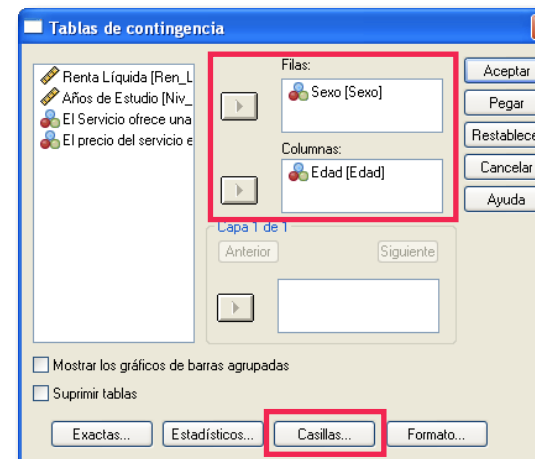 Tablas de contingencia
Renta Líquida [Ren_L
Años de Estudio [Niv_
El Servicio ofrece una
El precio del servicio e
Filas:
Sexo [Sexo]
Columnas:
Edad [Edad]
Capa 1 de 1
Anterior
Siguiente
Aceptar
Pegar
Restablece
Cancelar
Ayuda
Mostrar los gráficos de barras agrupadas
Suprimir tablas
Exactas...
Estadísticos...
Casillas...
Formato...